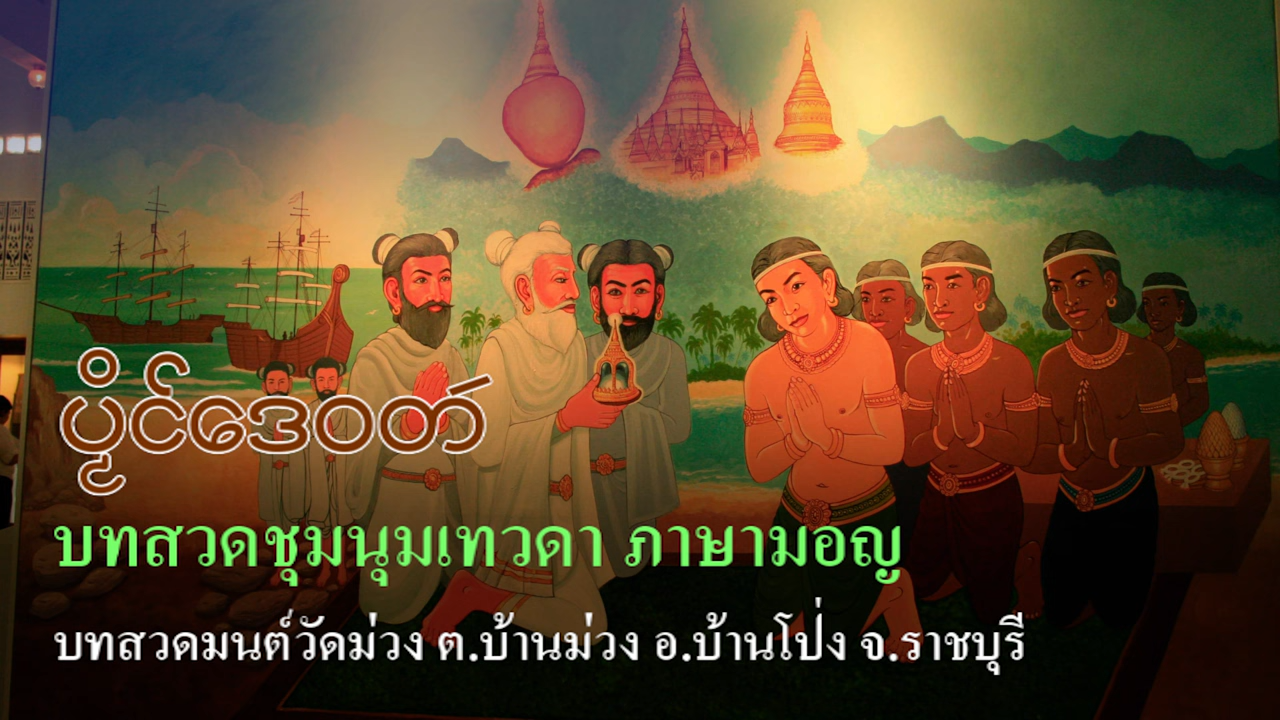 ပၠိုင်ဒေဝတဴ
บทสวดชุมนุมเทวดา ภาษามอญ
บทสวดมนต์วัดม่วง ต.บ้านม่วง อ.บ้านโป่ง จ.ราชบุรี